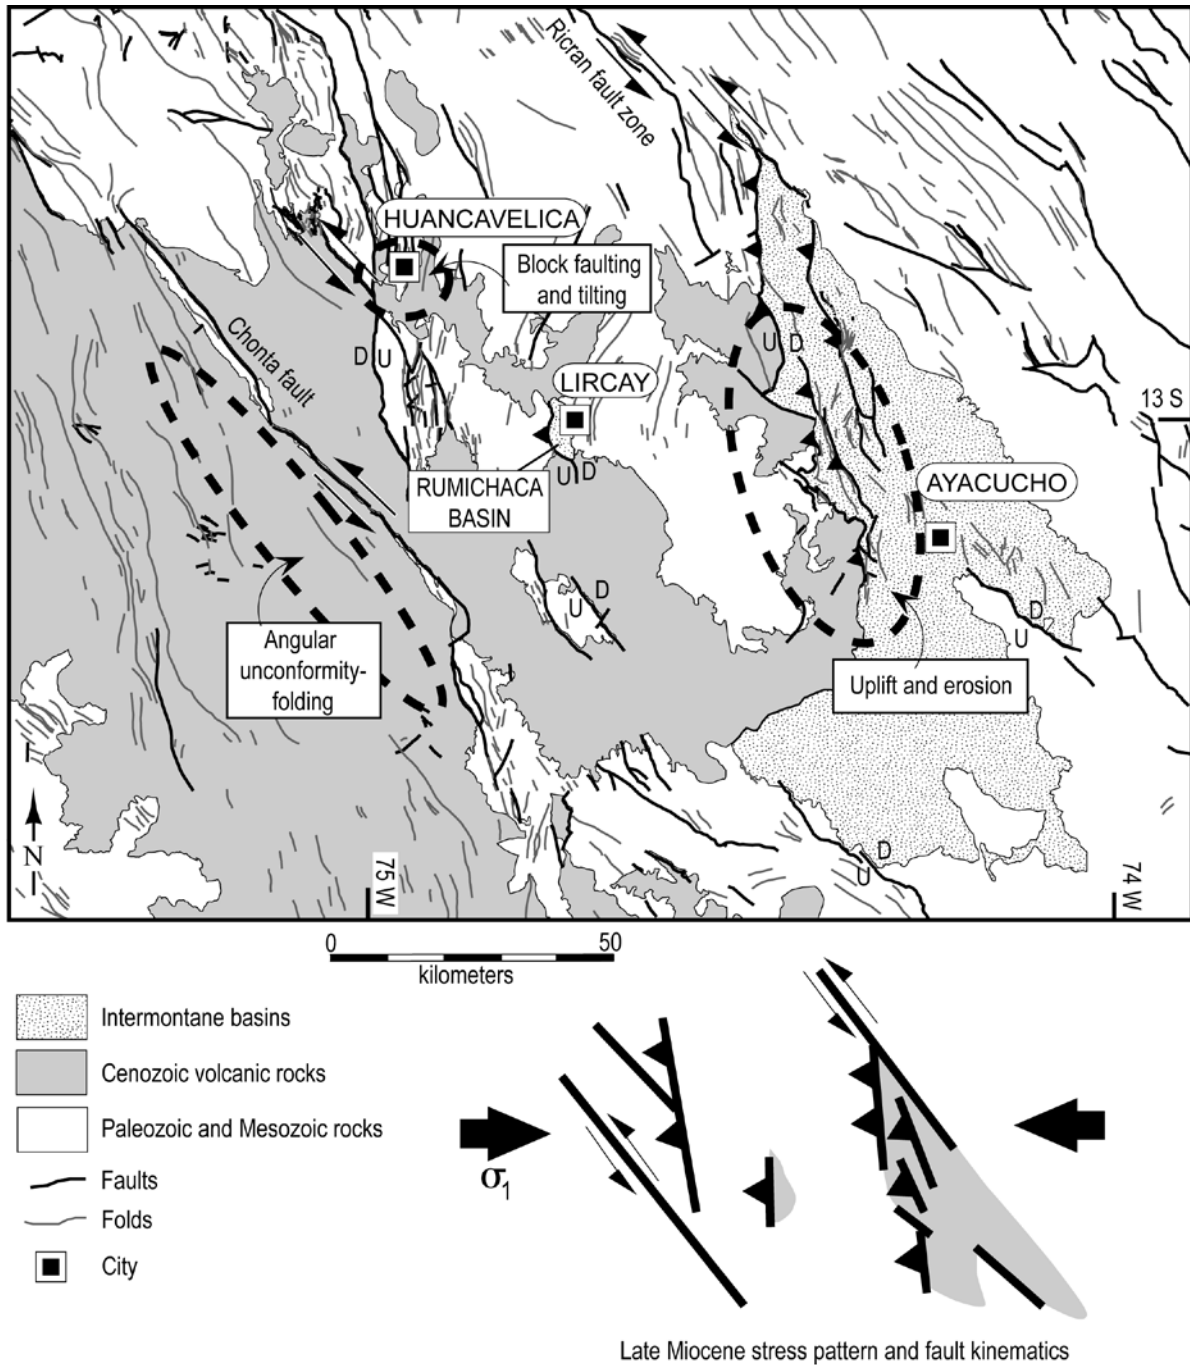 Ricran fault zone
HUANCAVELICA
Block faulting
and tilting
Chonta fault
D U
U D
LIRCAY
13 S
RUMICHACA
BASIN
U D
AYACUCHO
D
U
D
U
Angular
unconformity-
folding
Uplift and erosion
N
75 W
D
U
74 W
0 50
kilometers
Intermontane basins
Cenozoic volcanic rocks
Paleozoic and Mesozoic rocks
Faults
Folds
City
σ1
Late Miocene stress pattern and fault kinematics